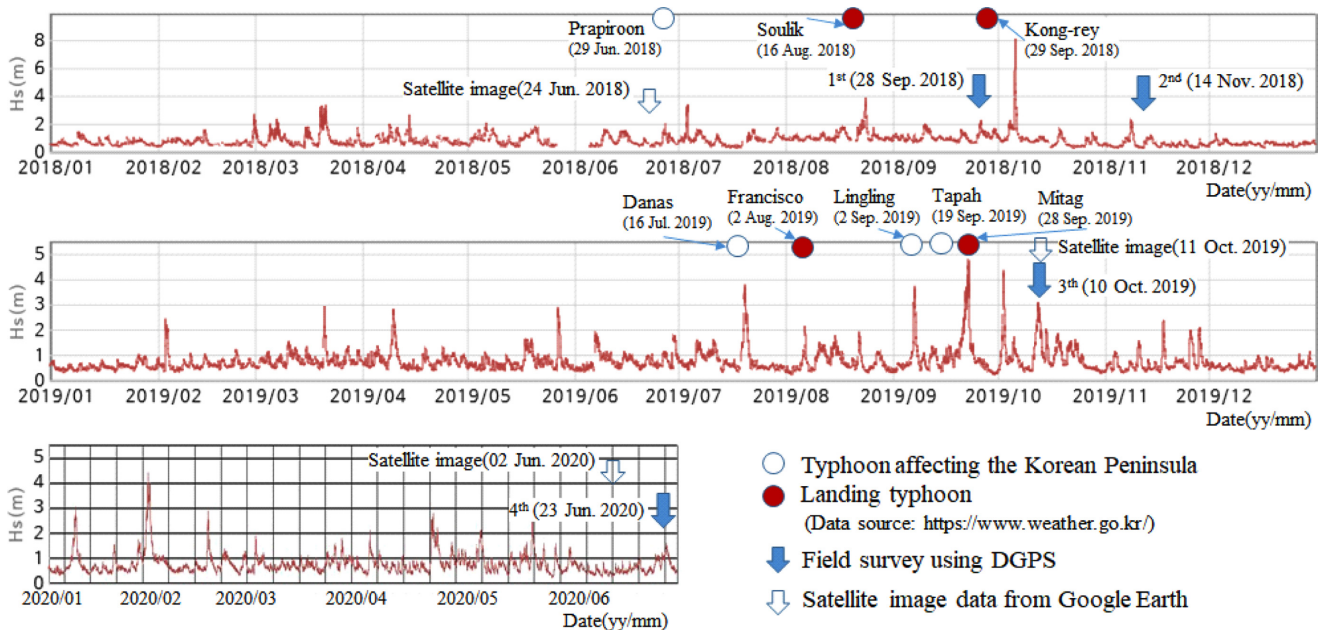 Prapiroon
(29 Jun. 2018)
Soulik
(16 Aug. 2018)
Kong-rey
(29 Sep. 2018)
Satellite image(24 Jun. 2018)
1st (28 Sep. 2018)
2nd (14 Nov. 2018)
Hs(m)
8
6
4
2
0
2018/01 2018/02 2018/03 2018/04 2018/05 2018/06 2018/07 2018/08 2018/09 2018/10 2018/11 2018/12
Date(yy/mm)
Danas
(16 Jul. 2019)
Francisco
(2 Aug. 2019)
Lingling
(2 Sep. 2019)
Tapah
(19 Sep. 2019)
Mitag
(28 Sep. 2019)
Satellite image(11 Oct. 2019)
3th (10 Oct. 2019)
Hs(m)
5
4
3
2
1
0
2019/01 2019/02 2019/03 2019/04 2019/05 2019/06 2019/07 2019/08 2019/09 2019/10 2019/11 2019/12
Date(yy/mm)
Satellite image(02 Jun. 2020)
4th (23 Jun. 2020)
Hs(m)
5
4
3
2
1
0
2020/01 2020/02 2020/03 2020/04 2020/05 2020/06
Date(yy/mm)
Typhoon affecting the Korean Peninsula
Landing typhoon
(Data source: https://www.weather.go.kr/)
Field survey using DGPS
Satellite image data from Google Earth